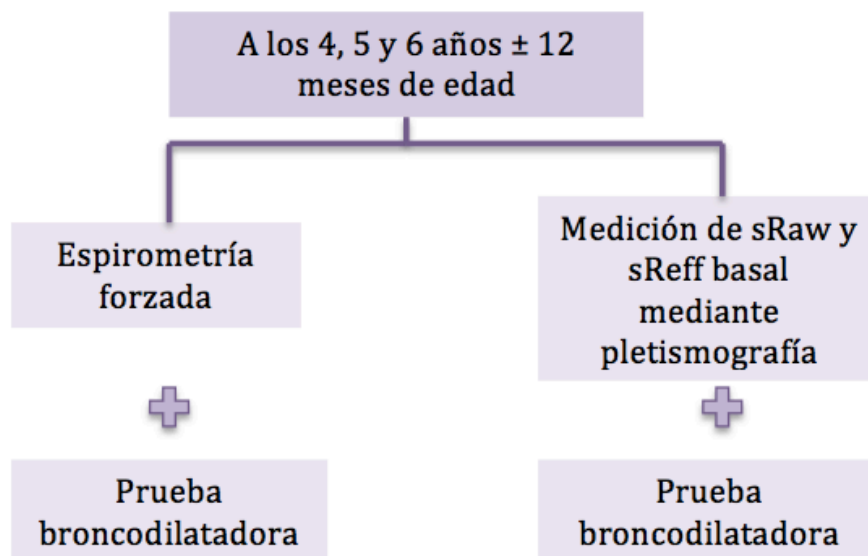 A los 4, 5 y 6 años ± 12
meses de edad
Espirometría
forzada
Medición de sRaw y
sReff basal
mediante
pletismografía
Prueba
broncodilatadora
Prueba
broncodilatadora